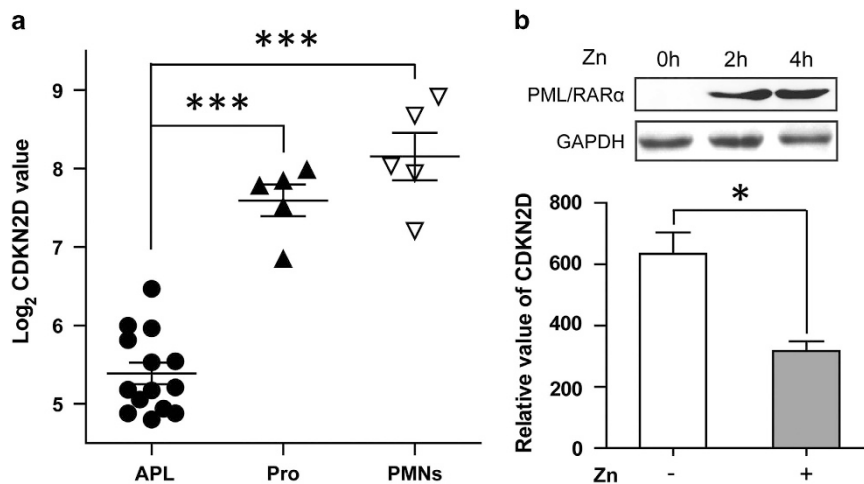 a
Log2 CDKN2D value
9
8
7
6
5
***
***
APL Pro PMNs
b
Zn 0h 2h 4h
PML/RARα
GAPDH
Relative value of CDKN2D
800
600
400
200
0
*
Zn - +